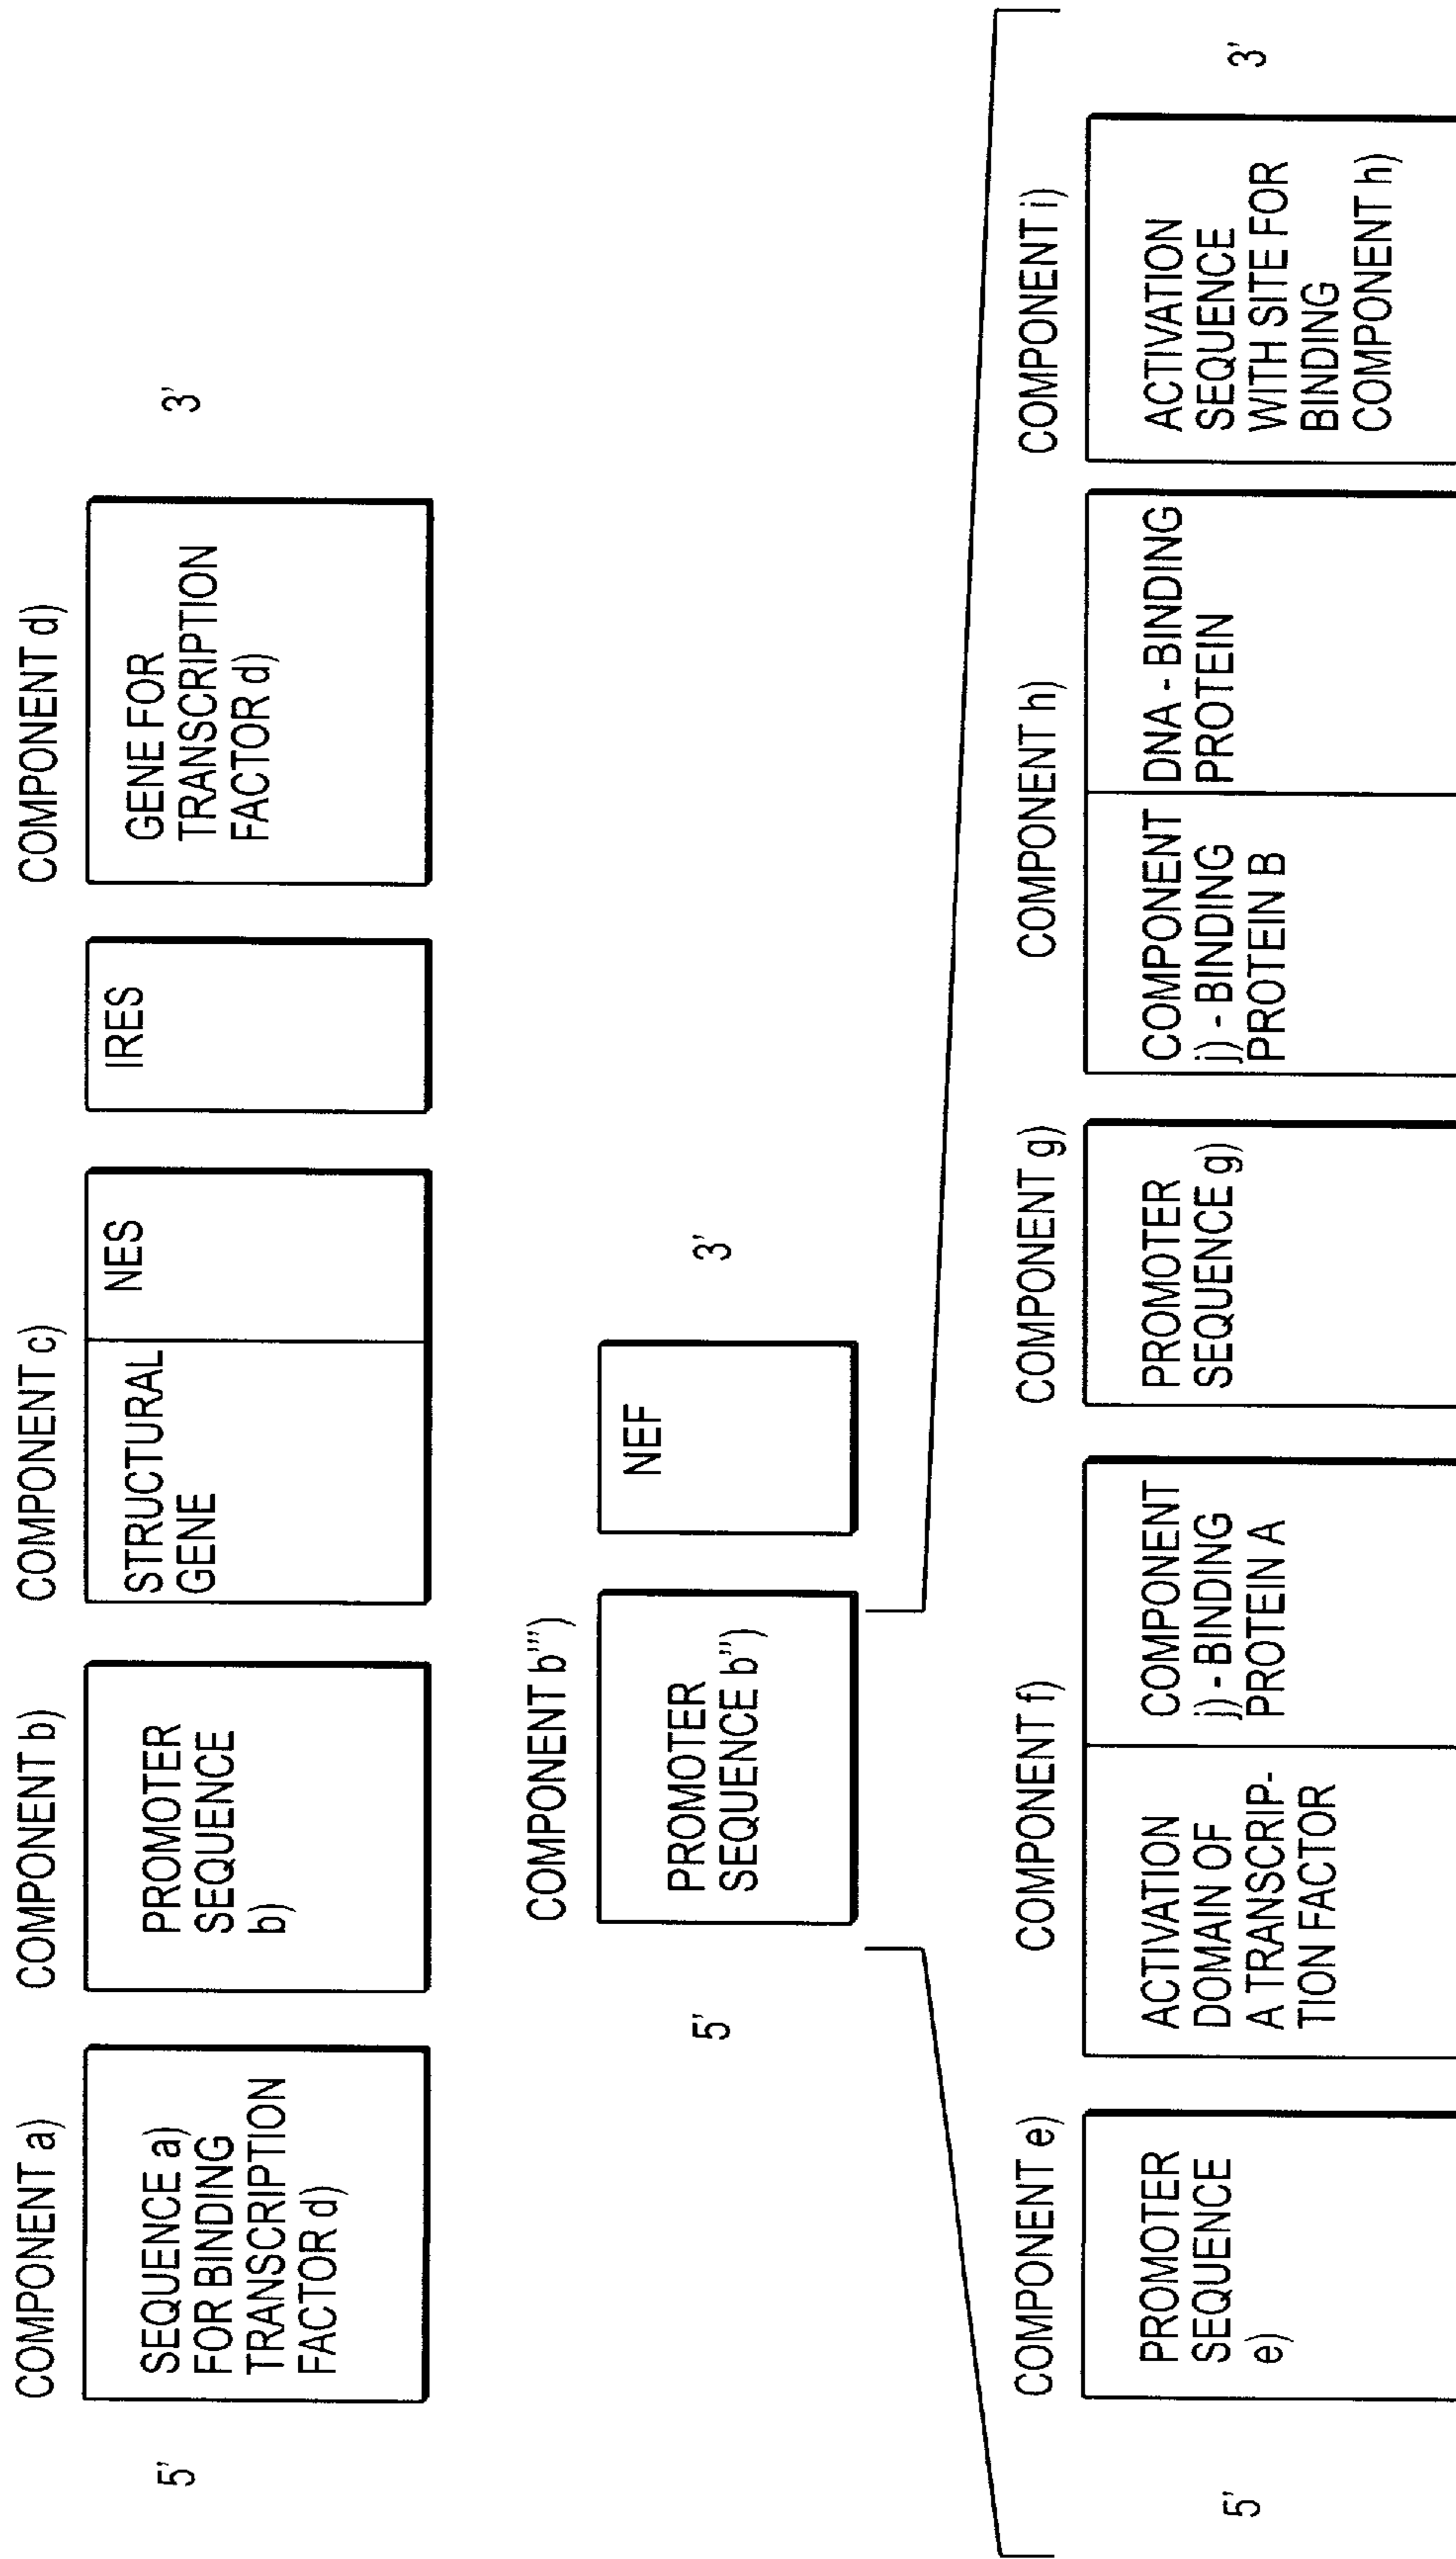 COMPONENT a)
COMPONENT b)
COMPONENT c)
COMPONENT d)
5'
SEQUENCE a)
FOR BINDING
TRANSCRIPTION
FACTOR d)
PROMOTER
SEQUENCE
b)
STRUCTURAL
GENE
NES
IRES
GENE FOR
TRANSCRIPTION
FACTOR d)
3'
COMPONENT b''')
5'
PROMOTER
SEQUENCE b'')
NEF
3'
COMPONENT e)
COMPONENT f)
COMPONENT g)
COMPONENT h)
COMPONENT i)
5'
PROMOTER
SEQUENCE
e)
ACTIVATION
DOMAIN OF
A TRANSCRIP-
TION FACTOR
COMPONENT
j) - BINDING
PROTEIN A
PROMOTER
SEQUENCE g)
COMPONENT
j) - BINDING
PROTEIN B
DNA - BINDING
PROTEIN
ACTIVATION
SEQUENCE
WITH SITE FOR
BINDING
COMPONENT h)
3'